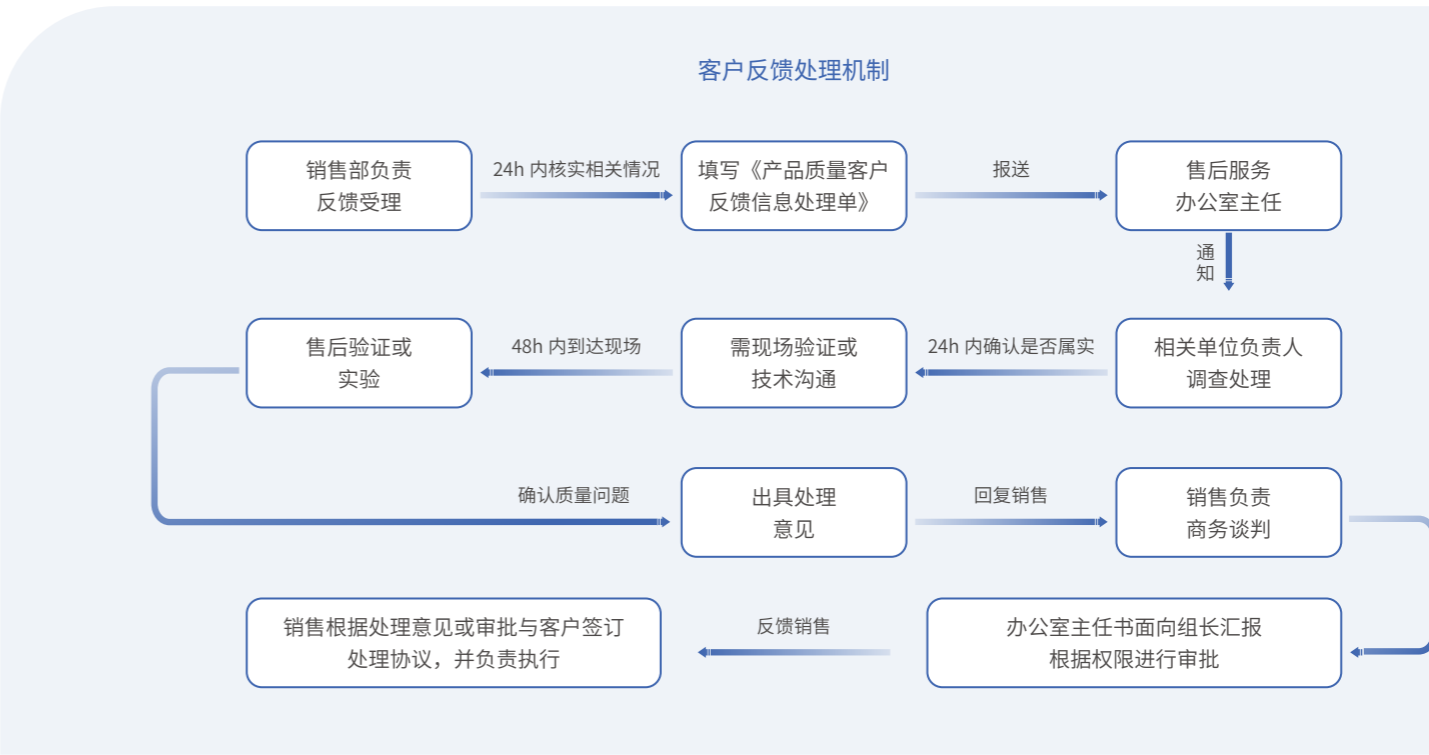 客户反馈处理机制
销售部负责
反馈受理
24h 内核实相关情况
填写《产品质量客户
反馈信息处理单》
报送
售后服务
办公室主任
通
知
相关单位负责人
调查处理
24h 内确认是否属实
需现场验证或
技术沟通
48h 内到达现场
售后验证或
实验
确认质量问题
出具处理
意见
回复销售
销售负责
商务谈判
办公室主任书面向组长汇报
根据权限进行审批
反馈销售
销售根据处理意见或审批与客户签订
处理协议，并负责执行